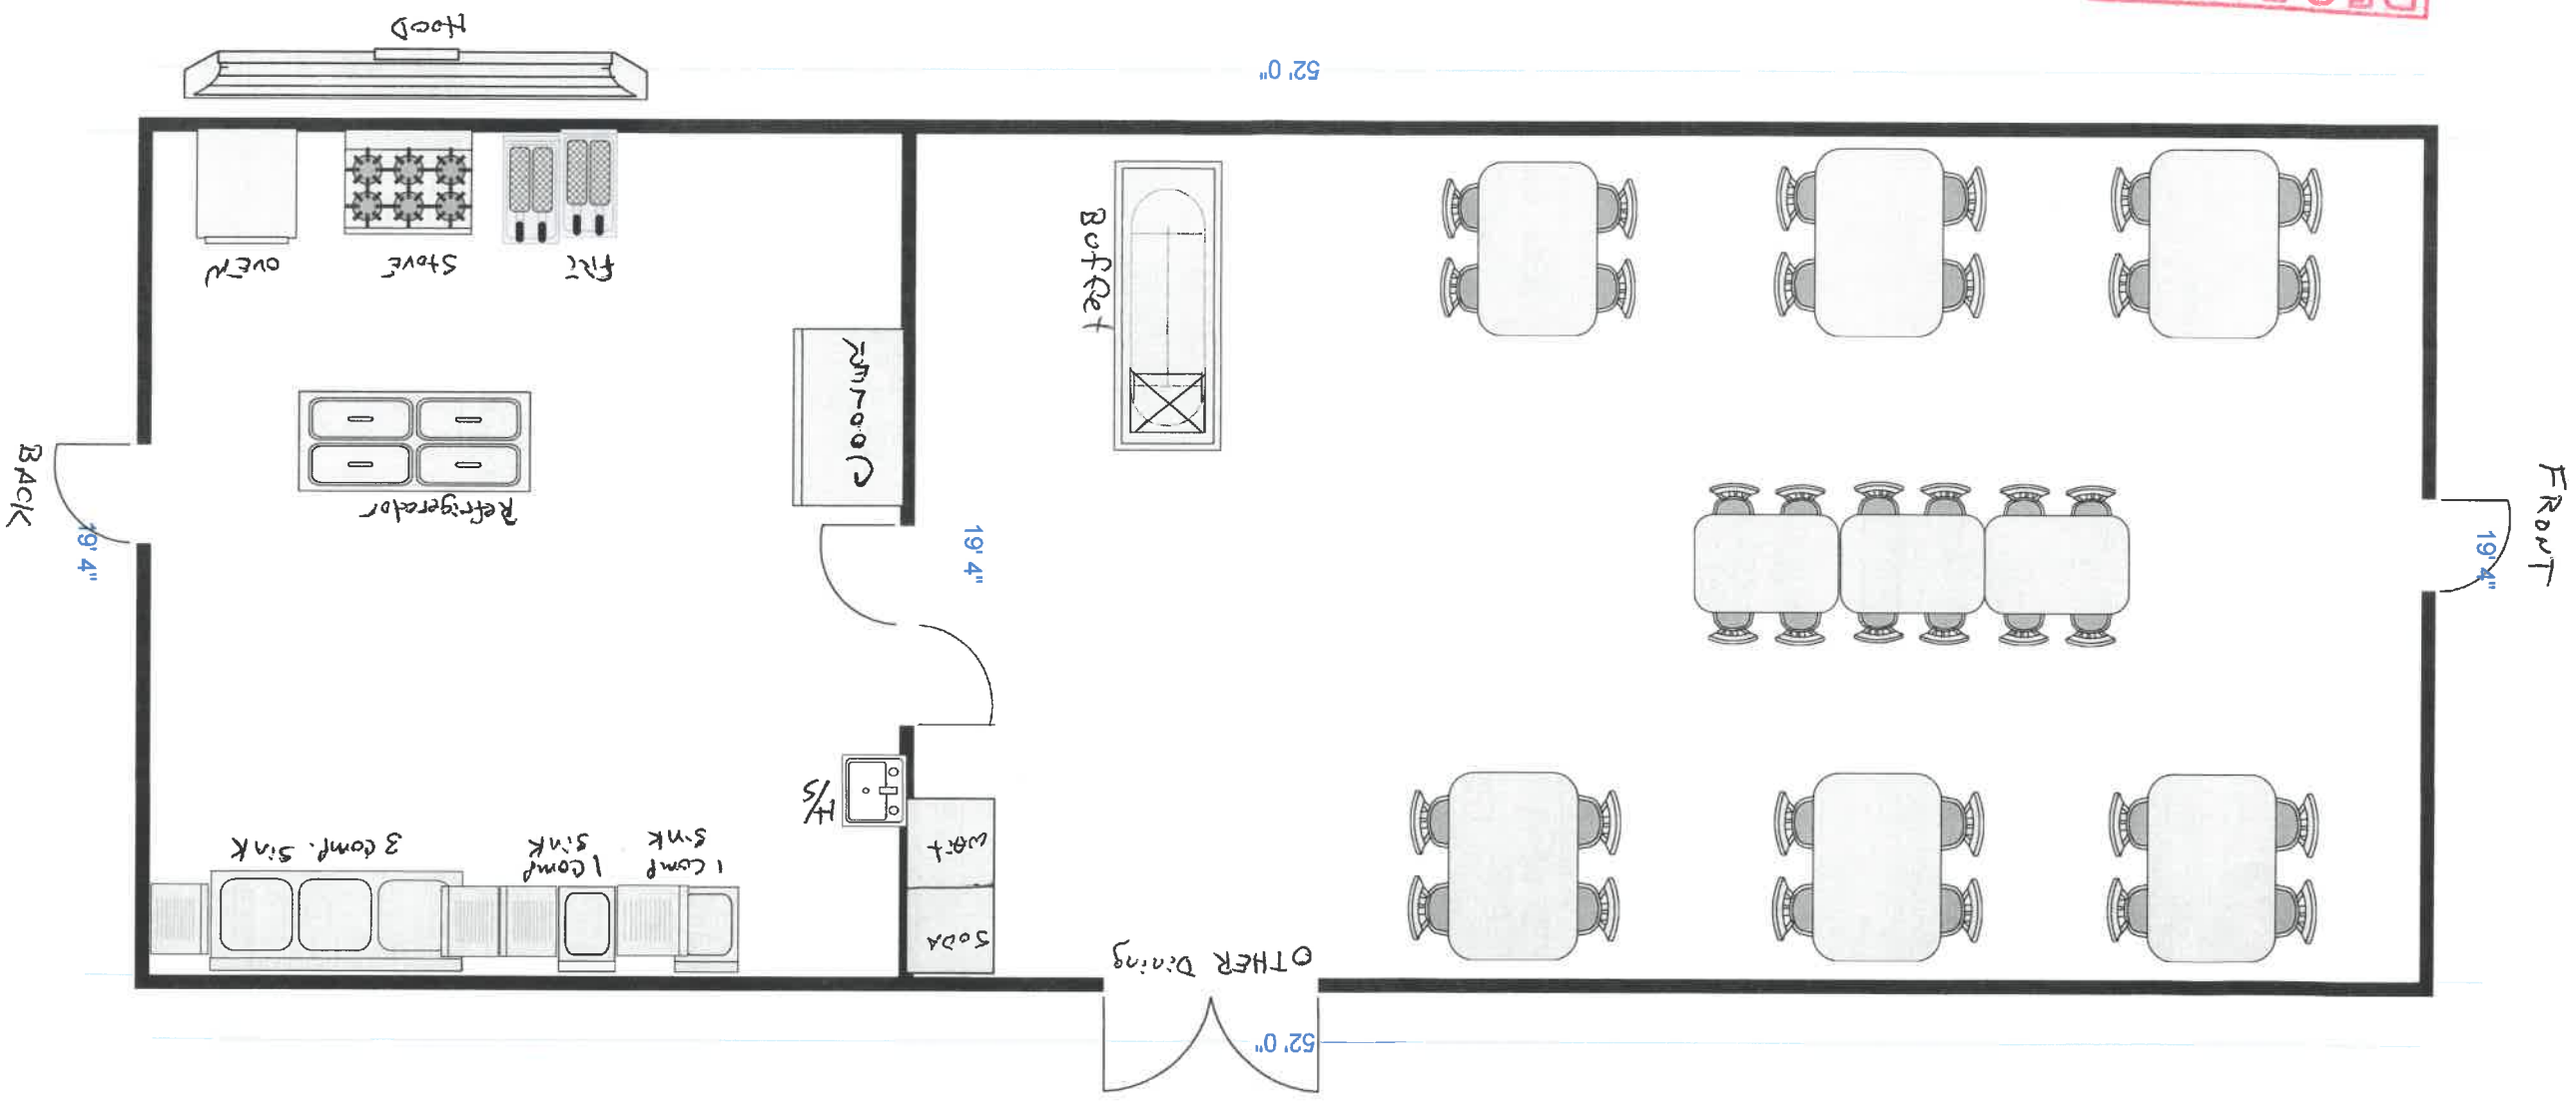 HOOD
52' 0"
OVEN
STOVE
Buffet
COOLER
Refrigerator
BACK
19' 4"
19' 4"
FRONT
19' 4"
H/S
3 Comp. Sink
1 Comp
Sink
1 Comp
Sink
Wait
SODA
OTHER Dining
52' 0"